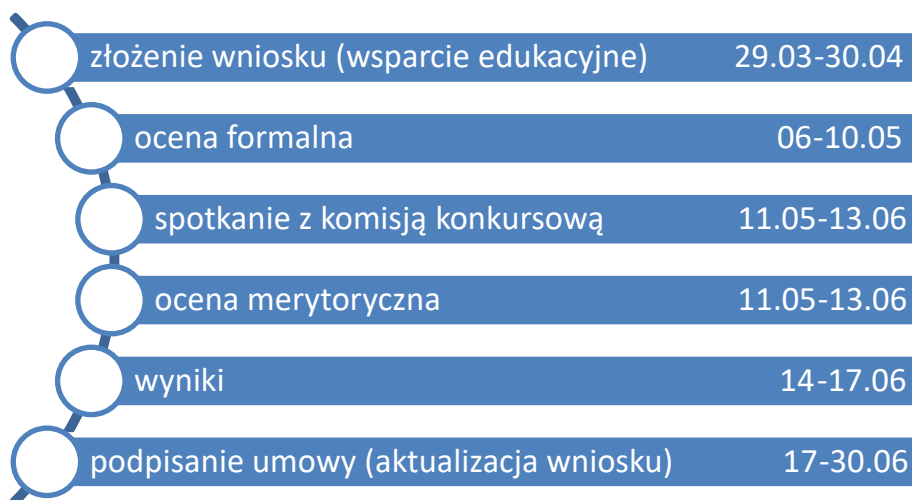 złożenie wniosku (wsparcie edukacyjne) 29.03-30.04
ocena formalna 06-10.05
spotkanie z komisją konkursową 11.05-13.06
ocena merytoryczna 11.05-13.06
wyniki 14-17.06
podpisanie umowy (aktualizacja wniosku) 17-30.06